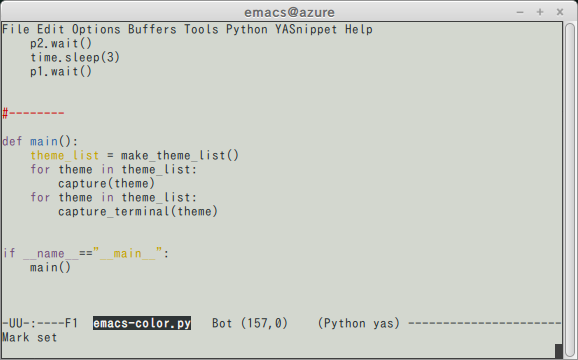 emacs@azure
File Edit Options Buffers Tools Python YASnippet Help
    p2.wait()
    time.sleep(3)
    p1.wait()
#--------
def main():
    theme_list = make_theme_list()
    for theme in theme_list:
        capture(theme)
    for theme in theme_list:
        capture_terminal(theme)
if __name__=="__main__":
    main()
-UU-:----F1  emacs-color.py   Bot (157,0)    (Python yas) ----------------------
Mark set